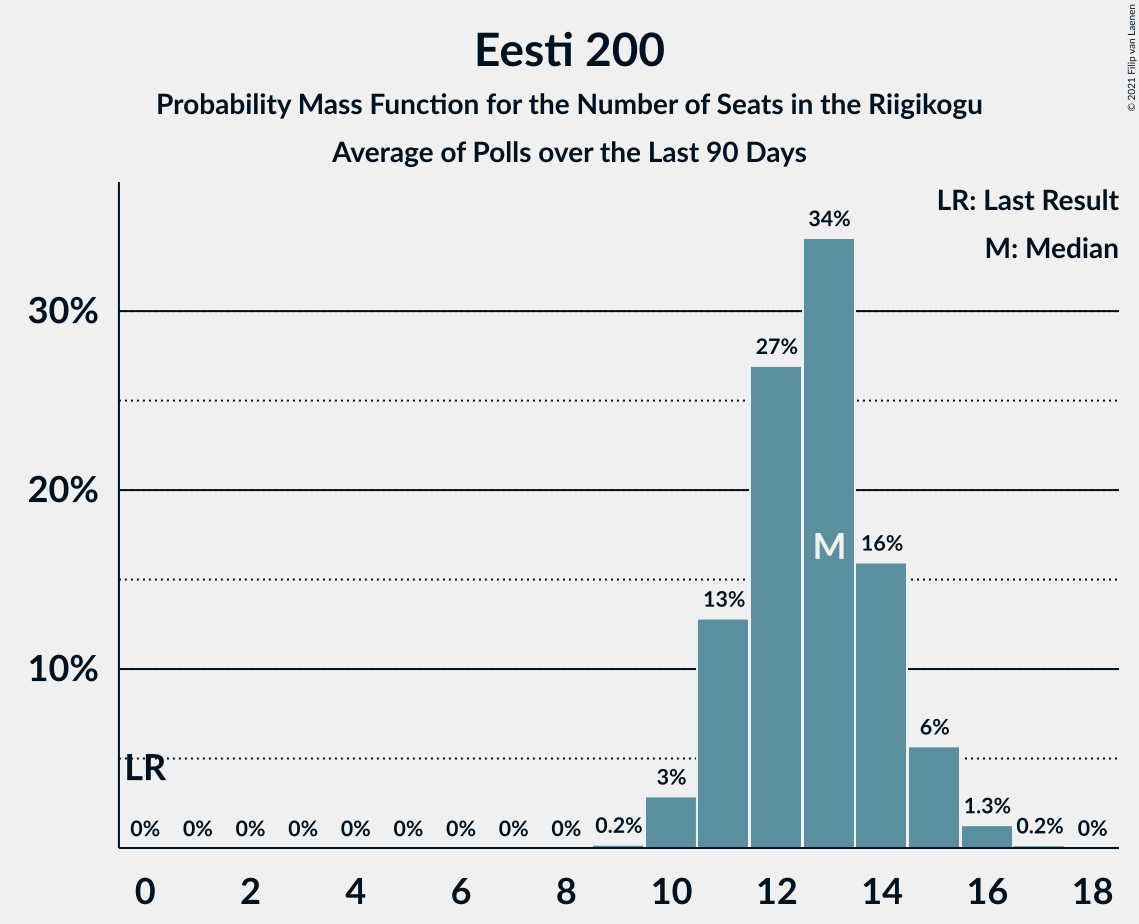 Eesti 200
Probability Mass Function for the Number of Seats in the Riigikogu
Average of Polls over the Last 90 Days
© 2021 Filip van Laenen
LR: Last Result
M: Median
34%
30%
27%
20%
M
16%
13%
10%
LR
6%
3%
1.3%
0% 0% 0% 0% 0% 0% 0% 0% 0% 0.2% 0.2% 0%
0 2 4 6 8 10 12 14 16 18